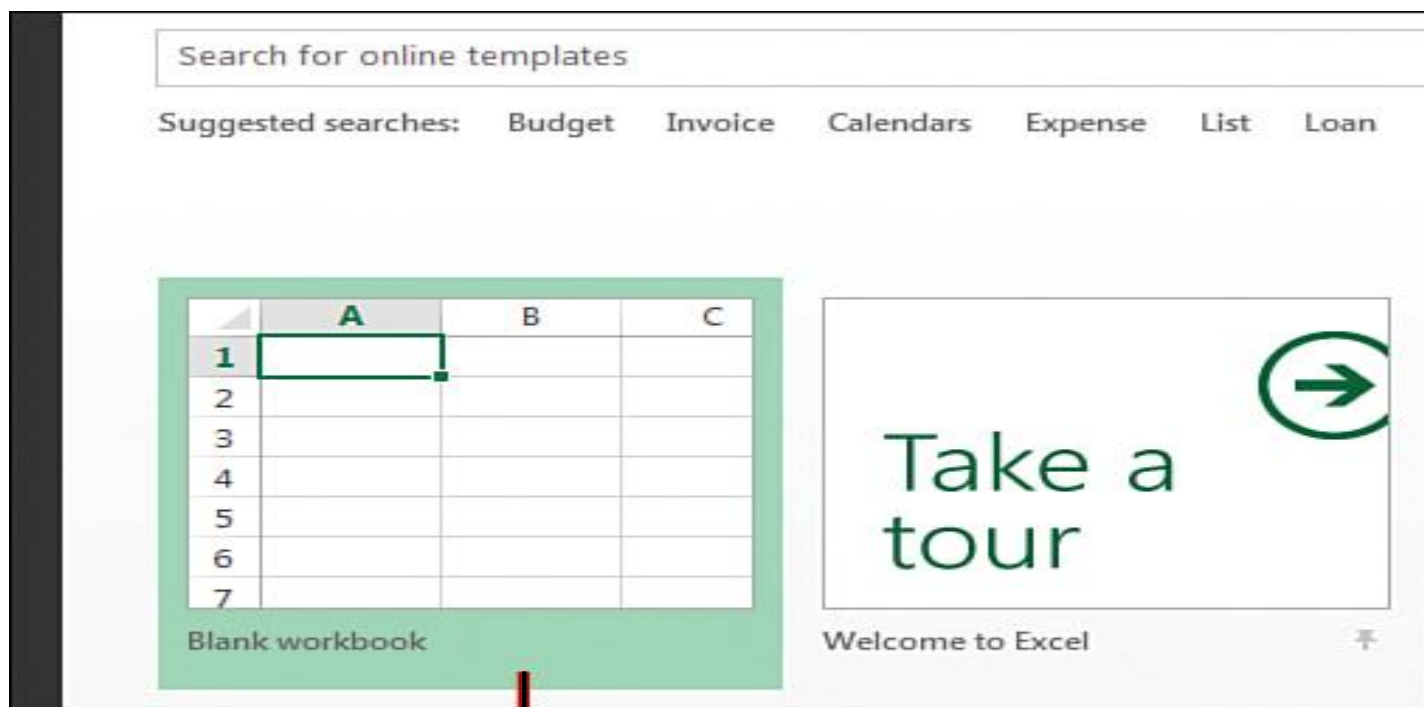 Search for online templates
Suggested searches: Budget Invoice Calendars Expense List Loan
A B C
1
2
3
4
5
6
7
Take a
tour
Blank workbook
Welcome to Excel